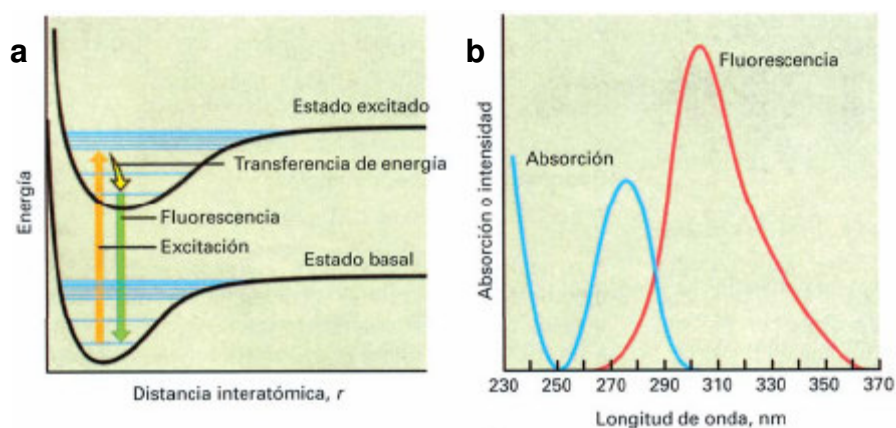 a
Estado excitado
Transferencia de energía
Fluorescencia
Excitación
Estado basal
Energía
Distancia interatómica, r
b
Fluorescencia
Absorción
Absorción o intensidad
230 250 270 290 310 330 350 370
Longitud de onda, nm